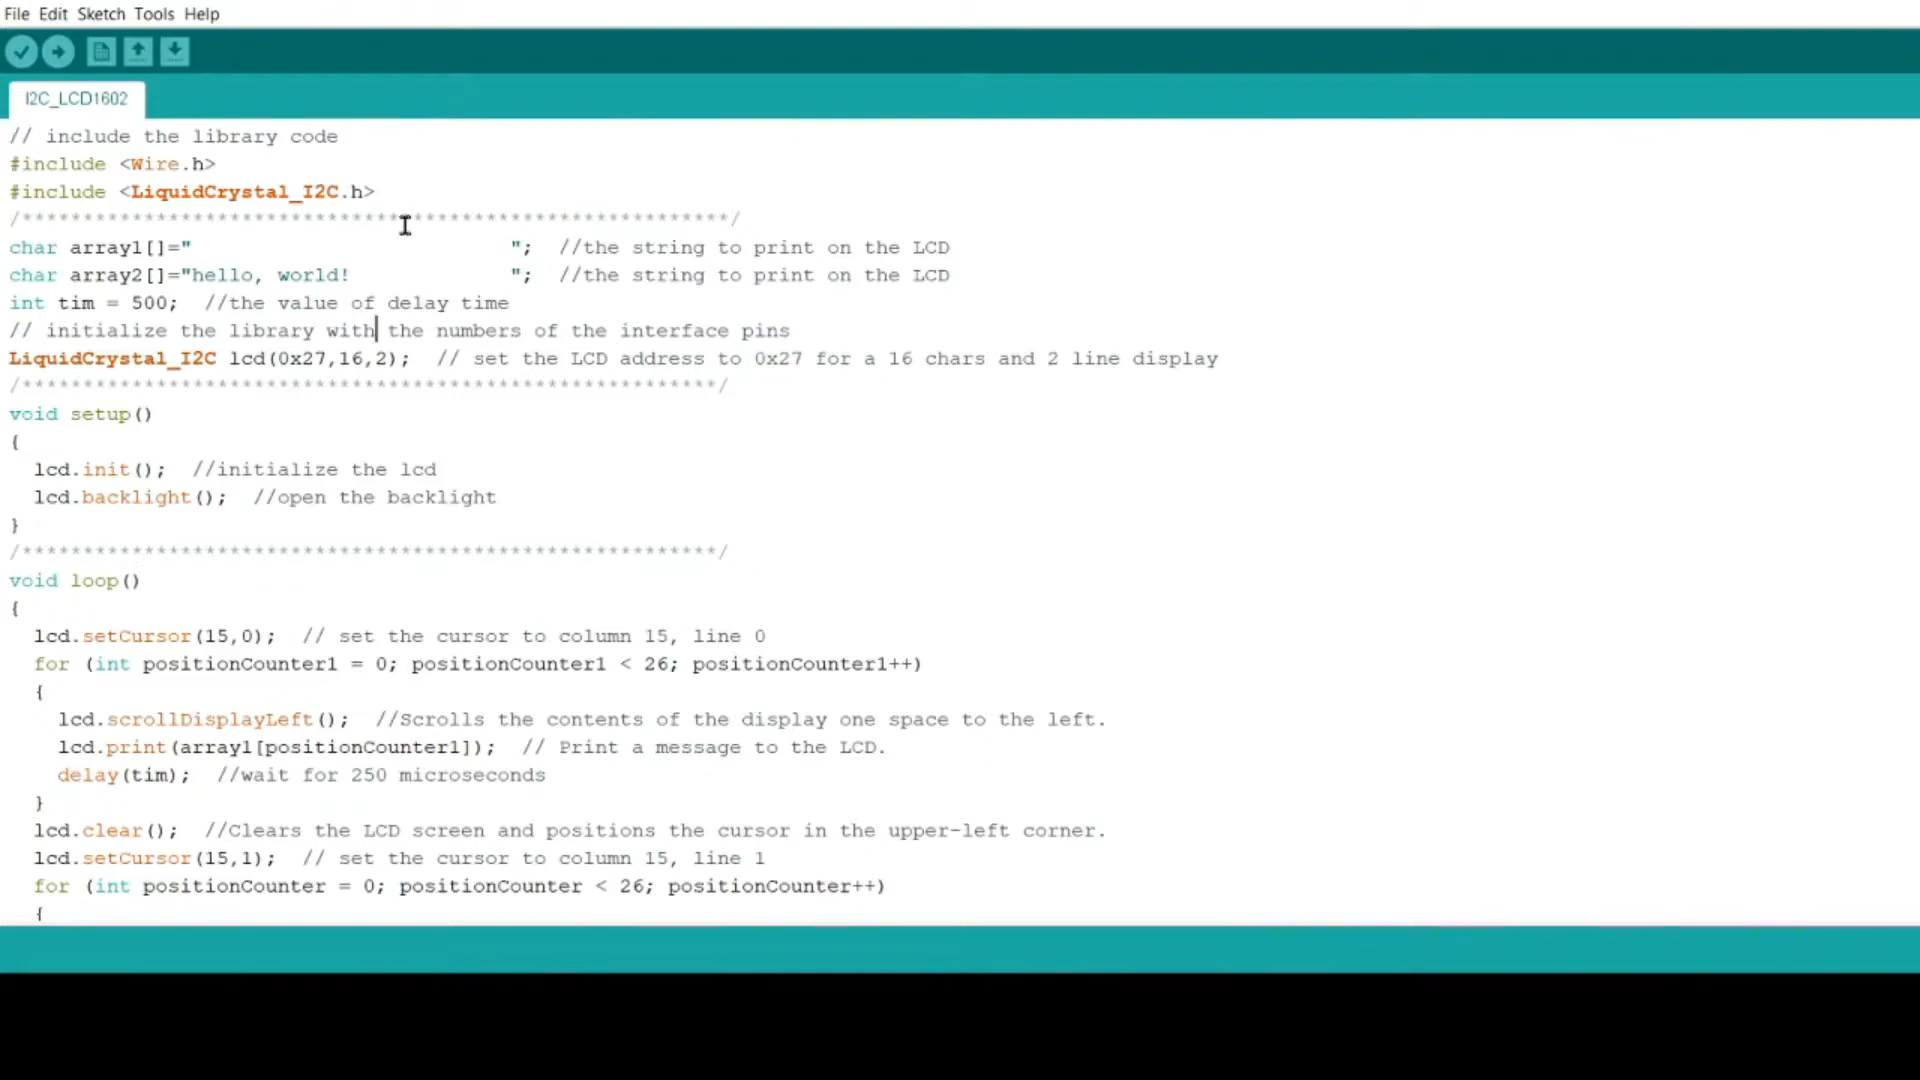 File Edit Sketch Tools Help
I2C_LCD1602
// include the library code
#include <Wire.h>
#include <LiquidCrystal_I2C.h>
/**********************************************************/
char array1[]="                          ";  //the string to print on the LCD
char array2[]="hello, world!             ";  //the string to print on the LCD
int tim = 500;  //the value of delay time
// initialize the library with the numbers of the interface pins
LiquidCrystal_I2C lcd(0x27,16,2);  // set the LCD address to 0x27 for a 16 chars and 2 line display
/*********************************************************/
void setup()
{
  lcd.init();  //initialize the lcd
  lcd.backlight();  //open the backlight
}
/*********************************************************/
void loop()
{
  lcd.setCursor(15,0);  // set the cursor to column 15, line 0
  for (int positionCounter1 = 0; positionCounter1 < 26; positionCounter1++)
  {
    lcd.scrollDisplayLeft();  //Scrolls the contents of the display one space to the left.
    lcd.print(array1[positionCounter1]);  // Print a message to the LCD.
    delay(tim);  //wait for 250 microseconds
  }
  lcd.clear();  //Clears the LCD screen and positions the cursor in the upper-left corner.
  lcd.setCursor(15,1);  // set the cursor to column 15, line 1
  for (int positionCounter = 0; positionCounter < 26; positionCounter++)
  {